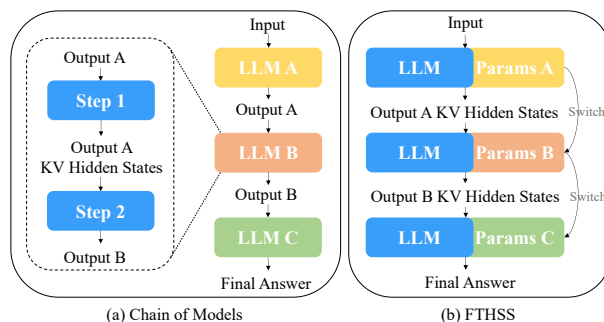 Output A
Step 1
Output A
KV Hidden States
Step 2
Output B
Input
LLM A
Output A
LLM B
Output B
LLM C
Final Answer
(a) Chain of Models
Input
LLM Params A
Output A KV Hidden States
Switch
LLM Params B
Output B KV Hidden States
Switch
LLM Params C
Final Answer
(b) FTHSS